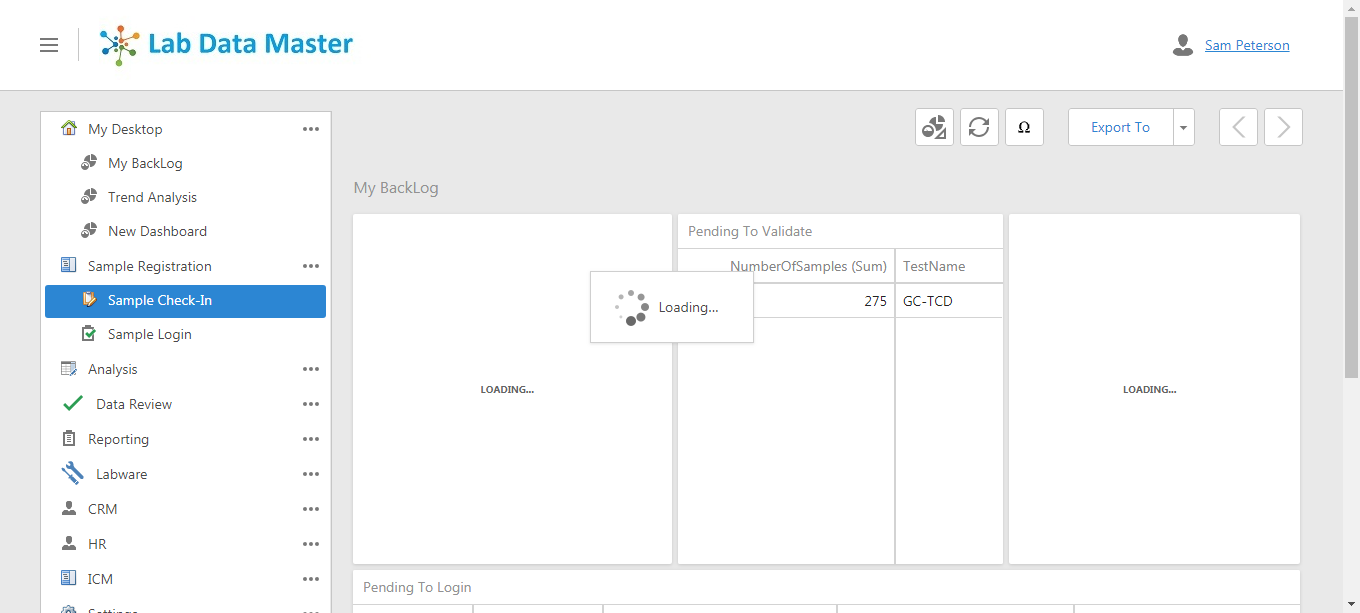 Lab Data Master
Sam Peterson
My Desktop
My BackLog
Trend Analysis
New Dashboard
Sample Registration
Sample Check-In
Sample Login
Analysis
Data Review
Reporting
Labware
CRM
HR
ICM
Settings
Ω
Export To
My BackLog
LOADING...
Pending To Validate
NumberOfSamples (Sum) TestName
275 GC-TCD
Loading...
LOADING...
Pending To Login